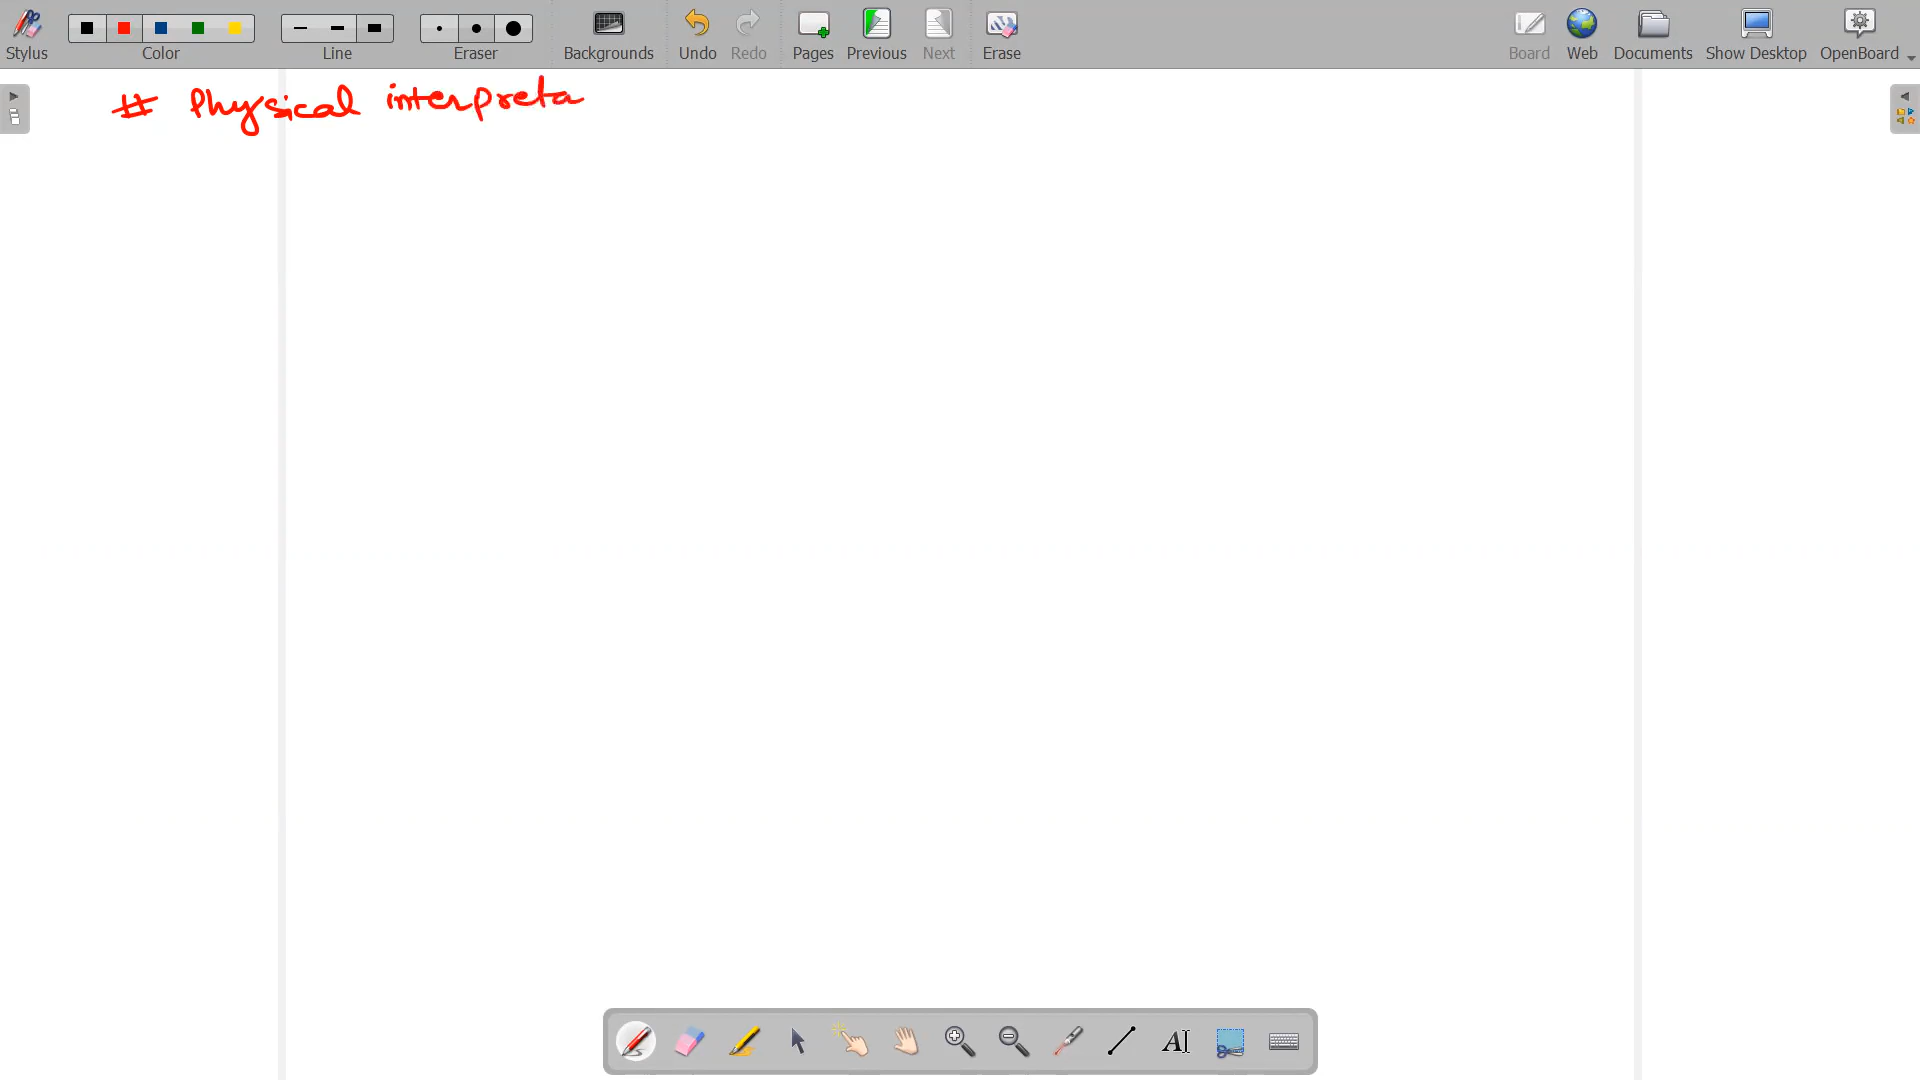 Stylus Color Line Eraser Backgrounds Undo Redo Pages Previous Next Erase Board Web Documents Show Desktop OpenBoard
# Physical interpreta
AI